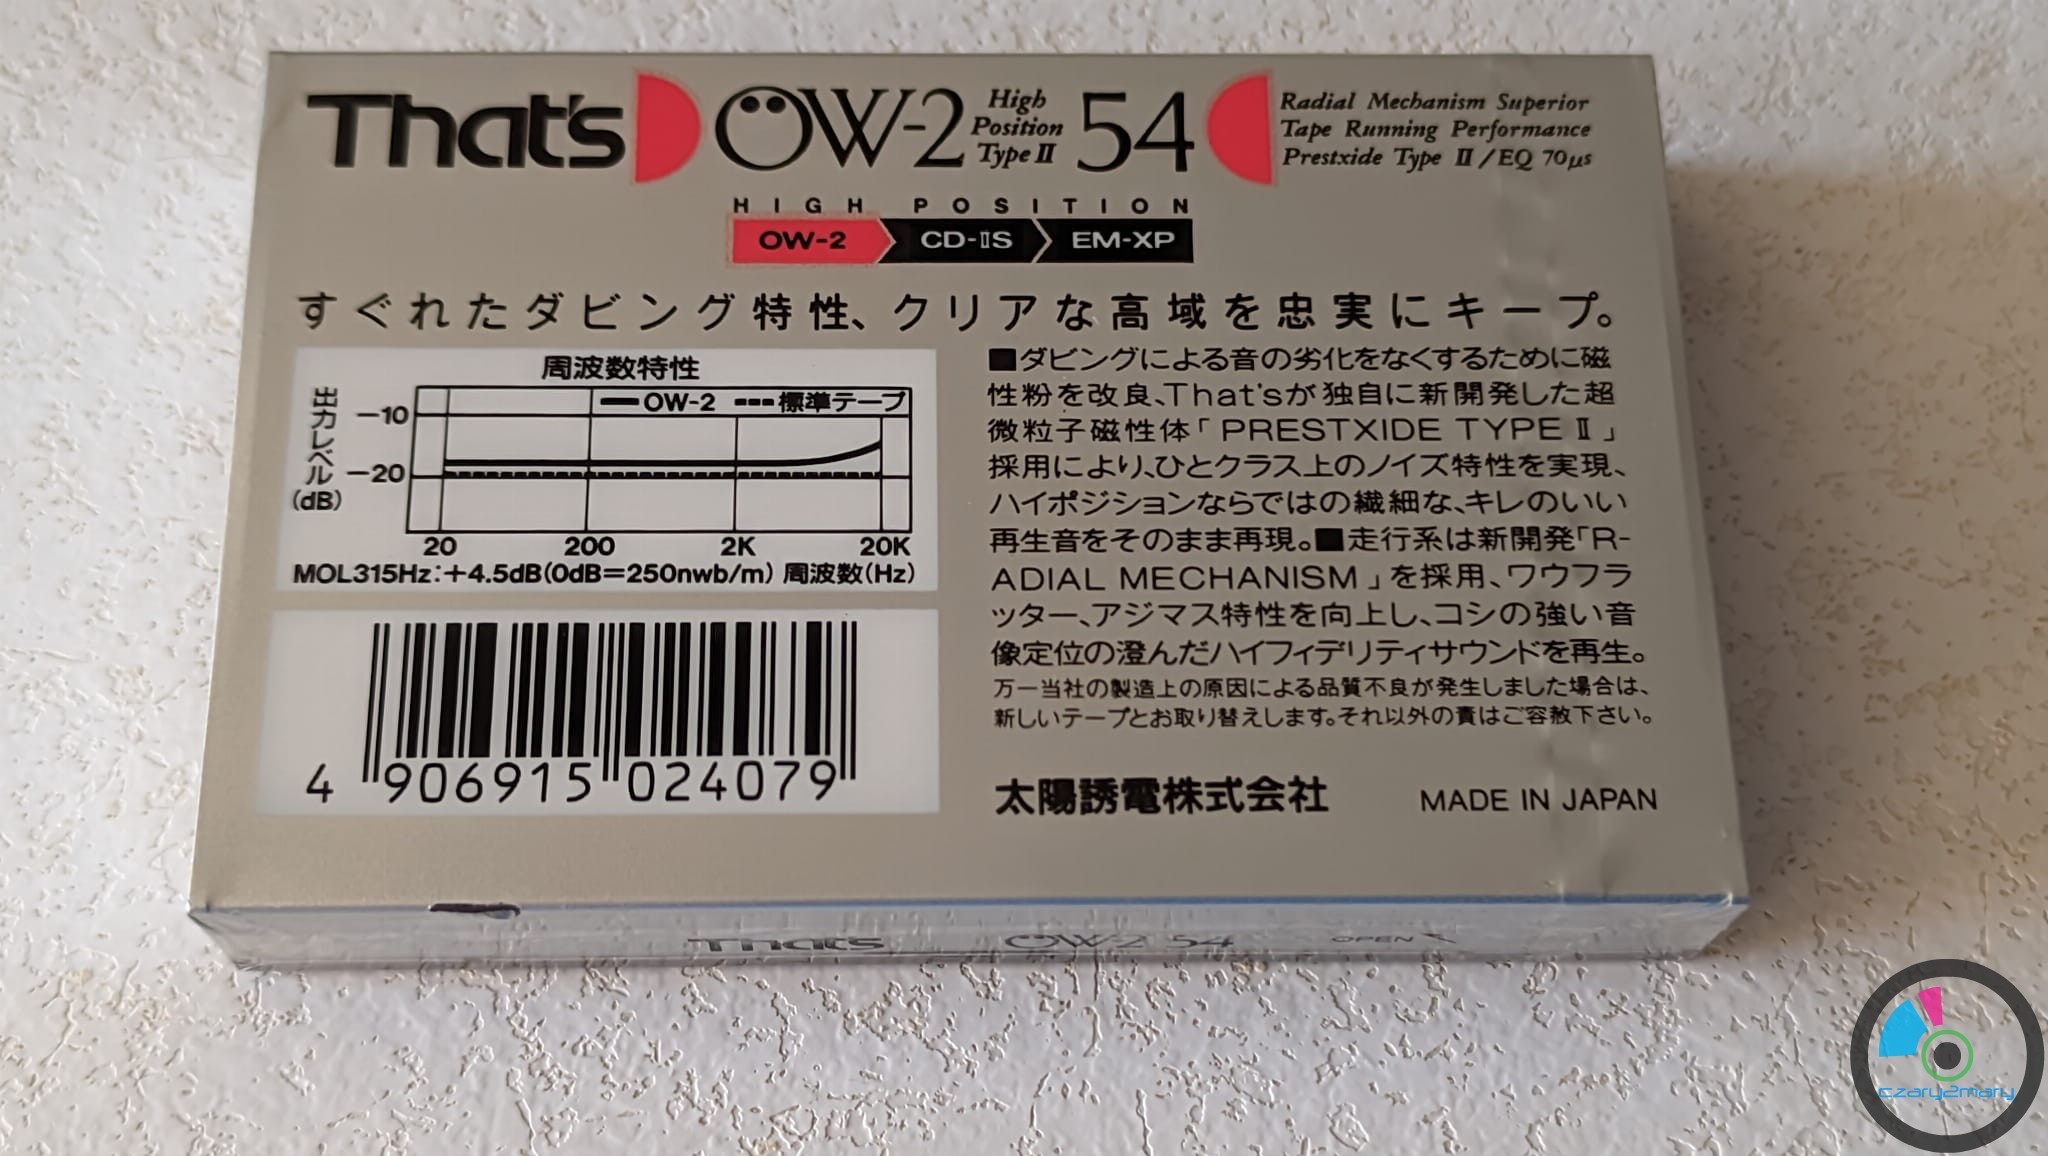 That's OW-2 High Position Type II 54
Radial Mechanism Superior
Tape Running Performance
Prestxide Type II/EQ 70μs
HIGH POSITION
OW-2 CD-IIS EM-XP
すぐれたダビング特性、クリアな高域を忠実にキープ。
周波数特性
出力レベル(dB)
OW-2 標準テープ
-10
-20
20 200 2K 20K
MOL315Hz:+4.5dB(0dB=250nwb/m) 周波数(Hz)
■ダビングによる音の劣化をなくするために磁
性粉を改良、That'sが独自に新開発した超
微粒子磁性体「PRESTXIDE TYPE II」
採用により、ひとクラス上のノイズ特性を実現、
ハイポジションならではの繊細な、キレのいい
再生音をそのまま再現。■走行系は新開発「R-
ADIAL MECHANISM」を採用、ワウフラ
ッター、アジマス特性を向上し、コシの強い音
像定位の澄んだハイフィデリティサウンドを再生。
万一当社の製造上の原因による品質不良が発生しました場合は、
新しいテープとお取り替えします。それ以外の責はご容赦下さい。
4 906915 024079
太陽誘電株式会社 MADE IN JAPAN
That's OW-2 54 OPEN
czary2mary